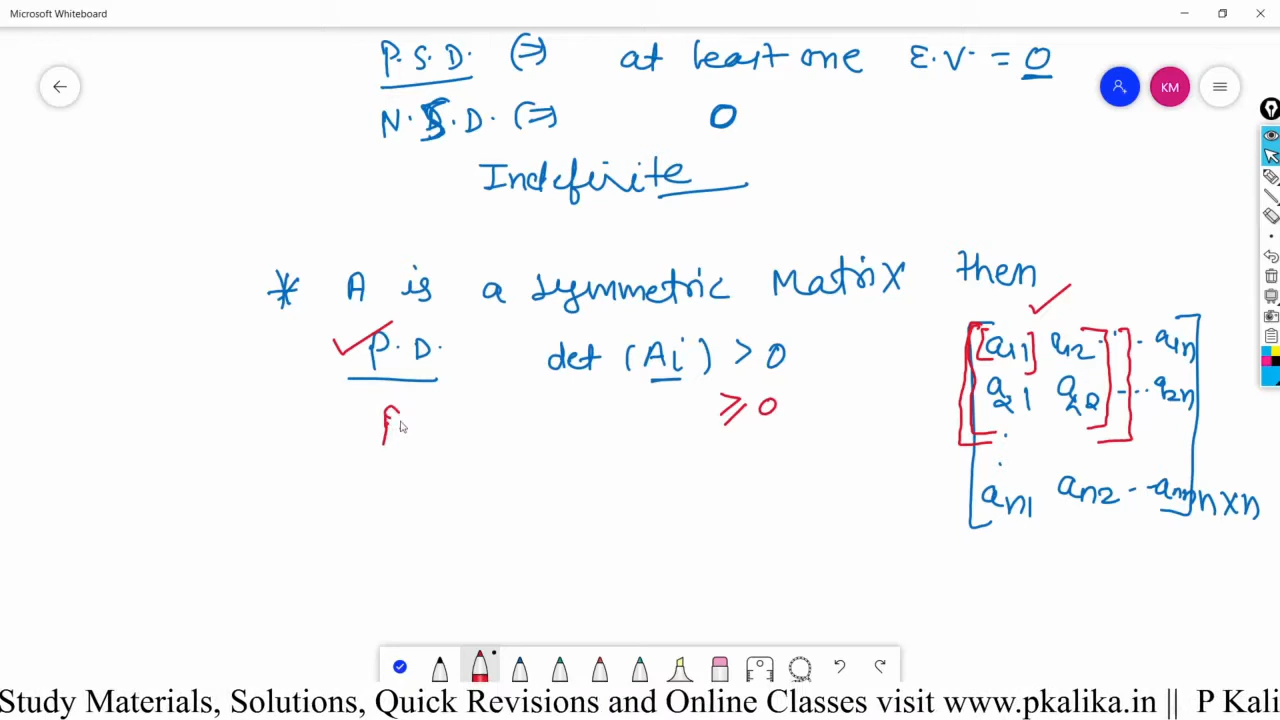 Microsoft Whiteboard
P.S.D. ⇔ at least one E.V. = 0
KM
N.S.D. ⇔ 0
Indefinite
* A is a symmetric Matrix then
P.D. det (Ai) > 0
≥ 0
[a11] a12 . . a1n
a21 a22 - .. a2n
.
.
an1 an2 - - ann n×n
Study Materials, Solutions, Quick Revisions and Online Classes visit www.pkalika.in || P Kali